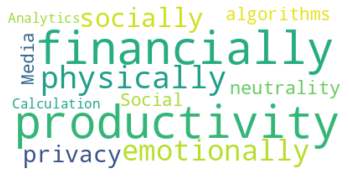 Analytics socially algorithms
Media financially
physically neutrality
Calculation Social
productivity
privacy emotionally